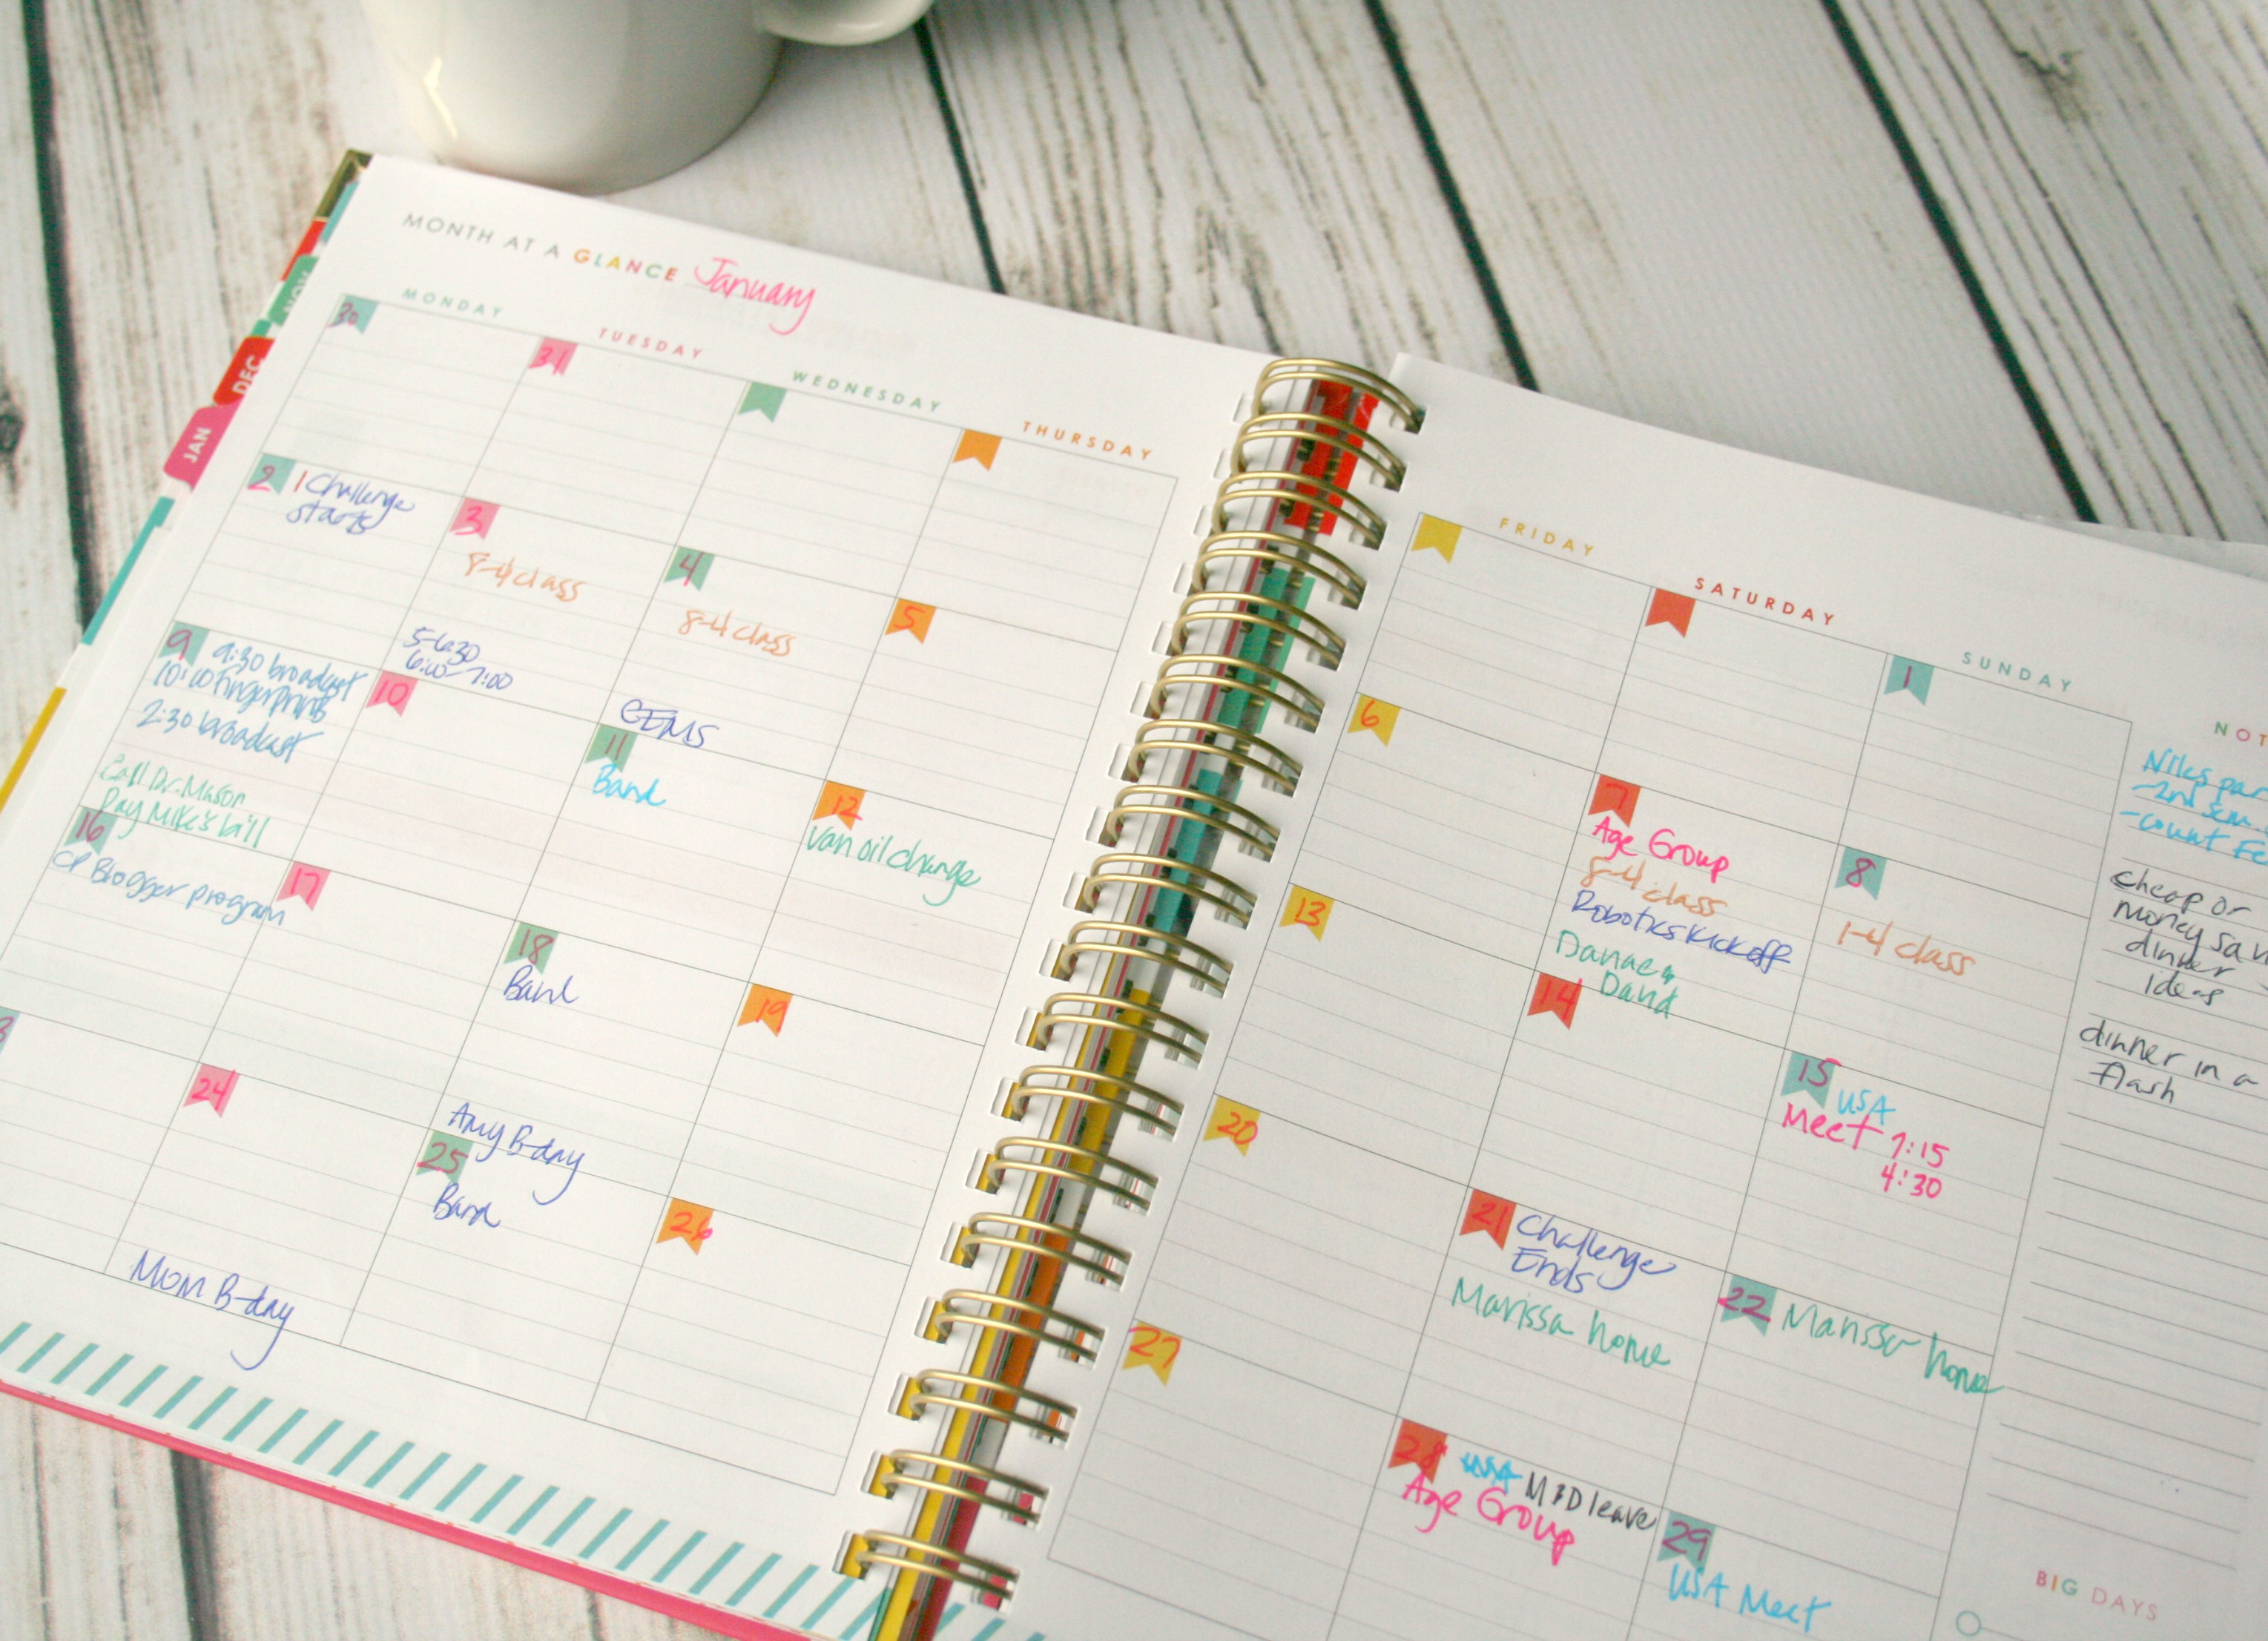 MONTH AT A GLANCE January
MONDAY
TUESDAY
WEDNESDAY
THURSDAY
30
31
2 1 Challenge
starts
3
8-4 class
5-6:30
6:00-7:00
4
8-4 class
GEMS
5
9 9:30 broadcast
10:00 fingerprints
2:30 broadcast
Call Dr. Mason
Pay Mike's bill
10
11
Band
12
van oil change
16
CP Blogger program
17
18
Band
Amy B-day
19
3
24
Mom B-day
25
Band
26
NOV
DEC
JAN
FRIDAY
SATURDAY
SUNDAY
1
6
7
Age Group
8-4 class
Robotics Kickoff
8
1-4 class
13
14
15 USA
Meet 7:15
4:30
20
21 Challenge
Ends
Marissa home
22 Marissa home
27
28 USA M&D leave
Age Group
29
USA Meet
NOT
Niles par
-2nd sem.
-count Fe
cheap or
money sav
dinner
ideas
dinner in a
flash
BIG DAYS